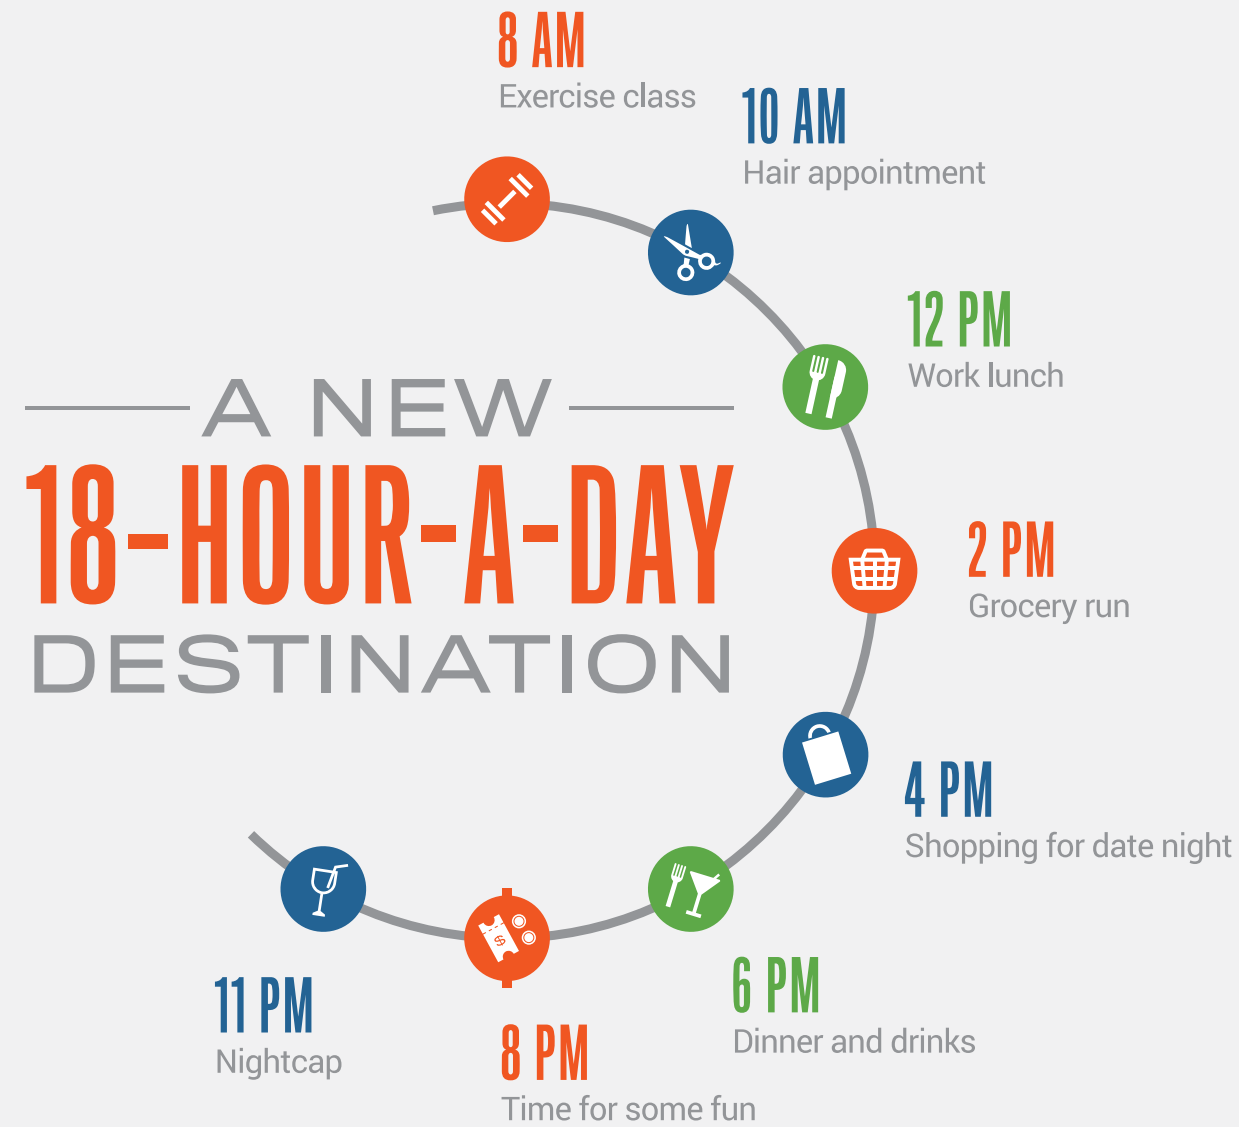 8 AM
Exercise class
10 AM
Hair appointment
12 PM
Work lunch
A NEW
18-HOUR-A-DAY
DESTINATION
2 PM
Grocery run
4 PM
Shopping for date night
6 PM
Dinner and drinks
8 PM
Time for some fun
$
11 PM
Nightcap